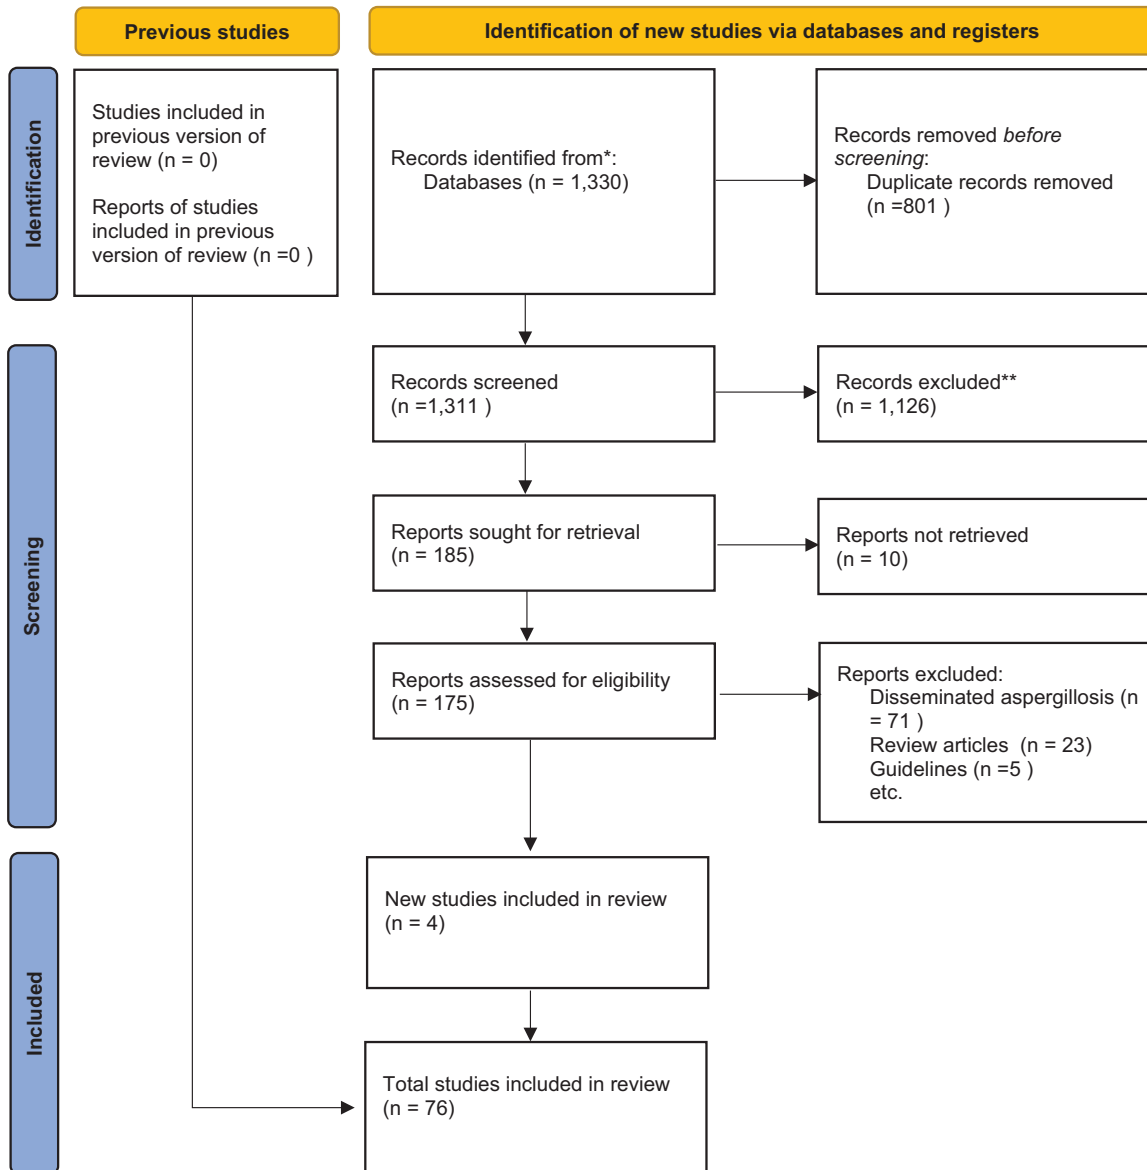 Previous studies
Identification of new studies via databases and registers
Identification
Studies included in
previous version of
review (n = 0)
Reports of studies
included in previous
version of review (n =0 )
Records identified from*:
Databases (n = 1,330)
Records removed before
screening:
Duplicate records removed
(n =801 )
Screening
Records screened
(n =1,311 )
Records excluded**
(n = 1,126)
Reports sought for retrieval
(n = 185)
Reports not retrieved
(n = 10)
Reports assessed for eligibility
(n = 175)
Reports excluded:
Disseminated aspergillosis (n
= 71 )
Review articles  (n = 23)
Guidelines (n =5 )
etc.
Included
New studies included in review
(n = 4)
Total studies included in review
(n = 76)